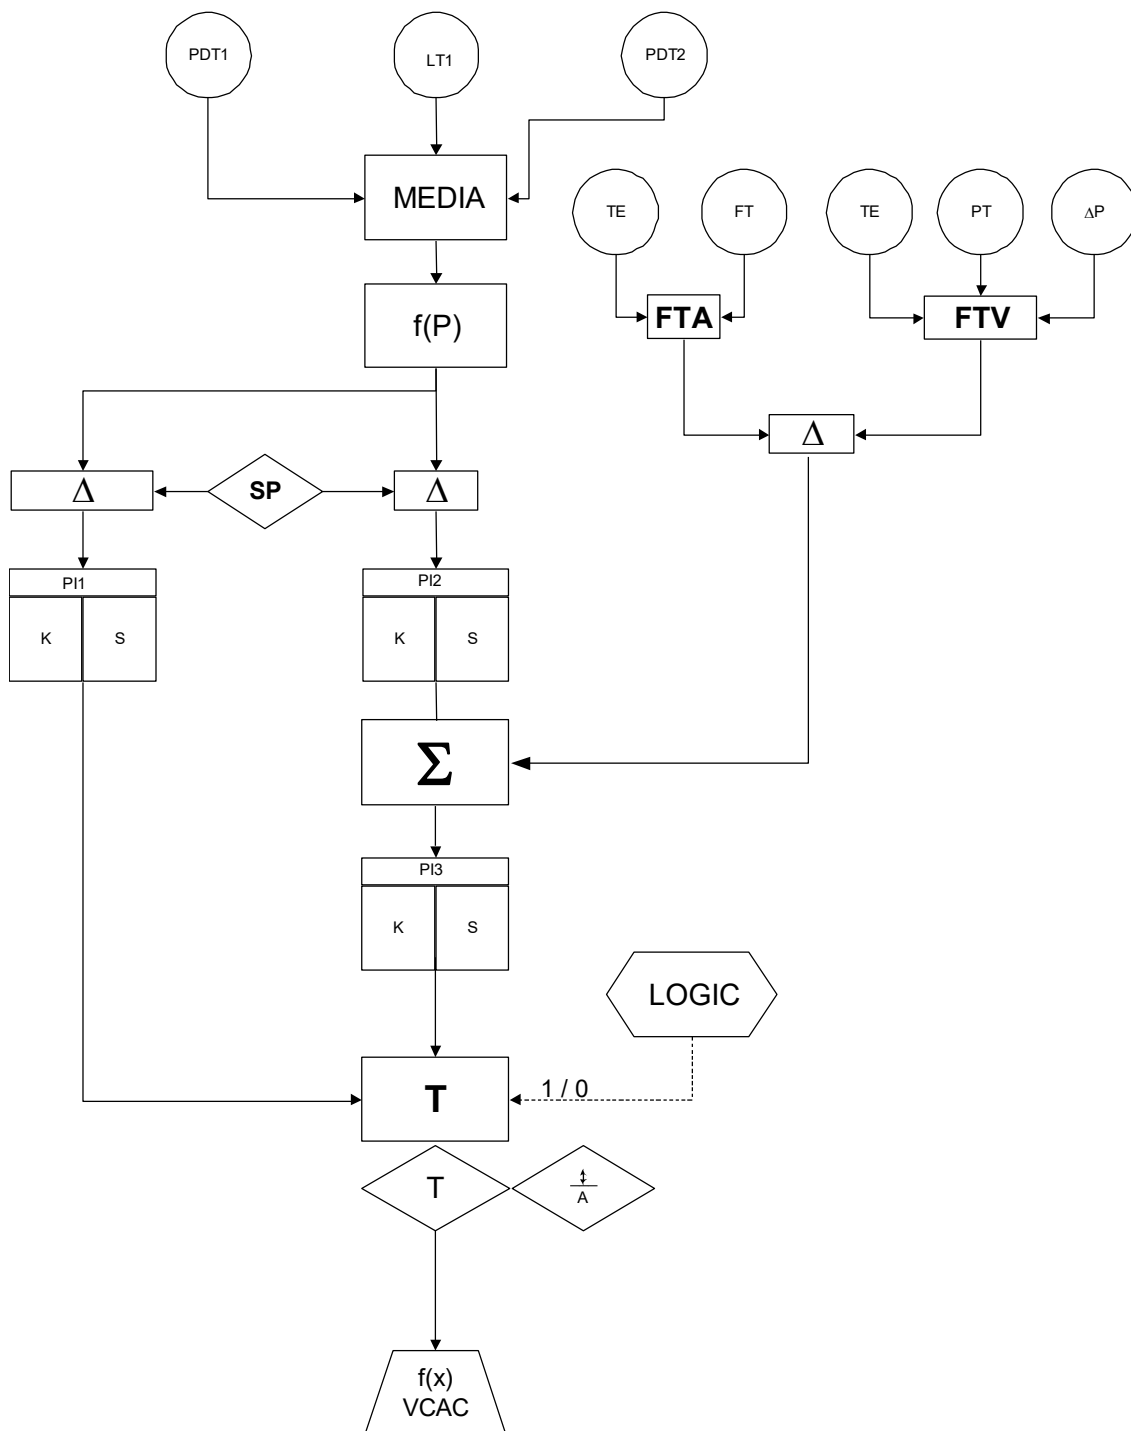 PDT1
LT1
PDT2
MEDIA
TE
FT
TE
PT
ΔP
f(P)
FTA
FTV
Δ
Δ
SP
Δ
PI1
K
S
PI2
K
S
Σ
PI3
K
S
LOGIC
T
1 / 0
T
A
f(x)
VCAC